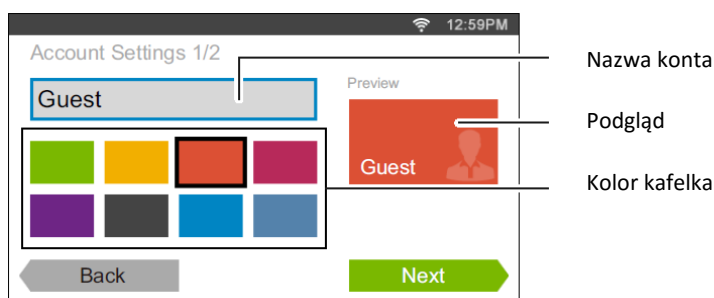 12:59PM
Account Settings 1/2
Nazwa konta
Guest
Preview
Podgląd
Guest
Kolor kafelka
Back
Next